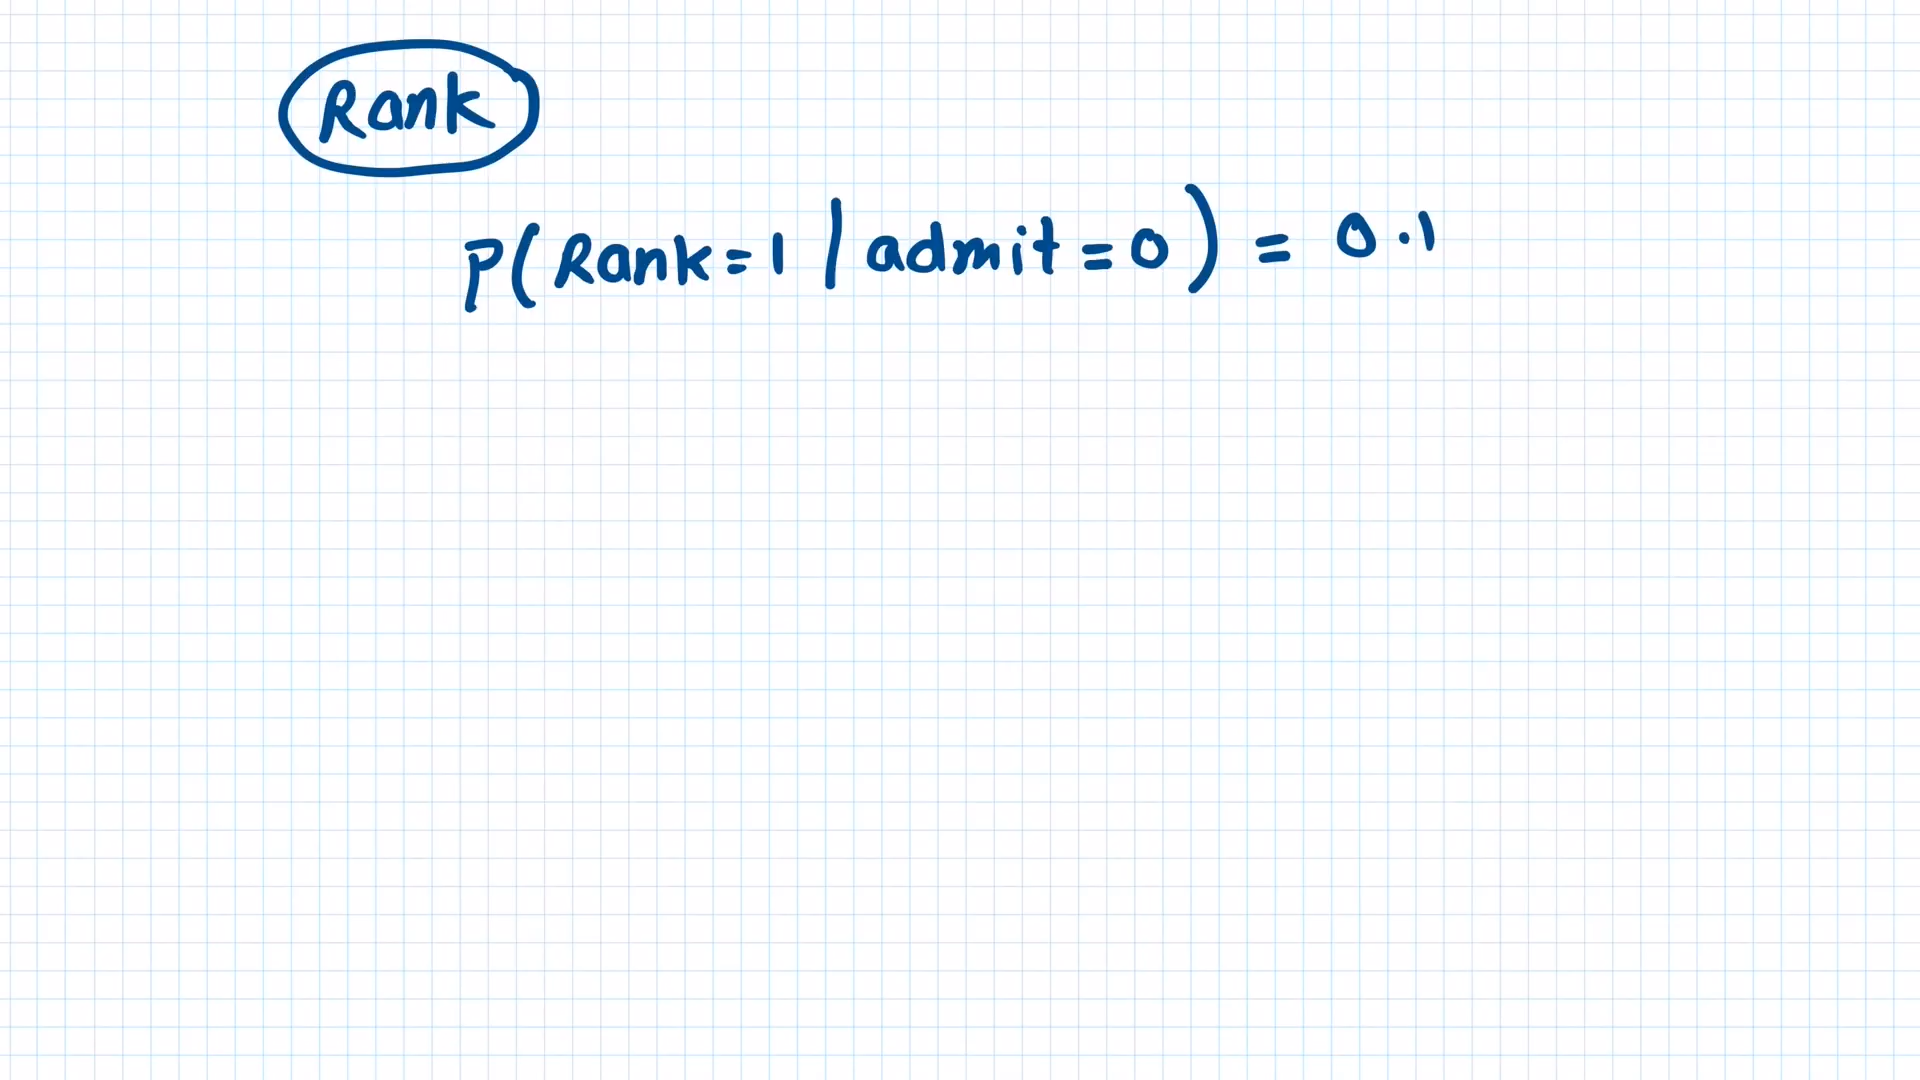 Rank
P(Rank=1 | admit=0) = 0.1